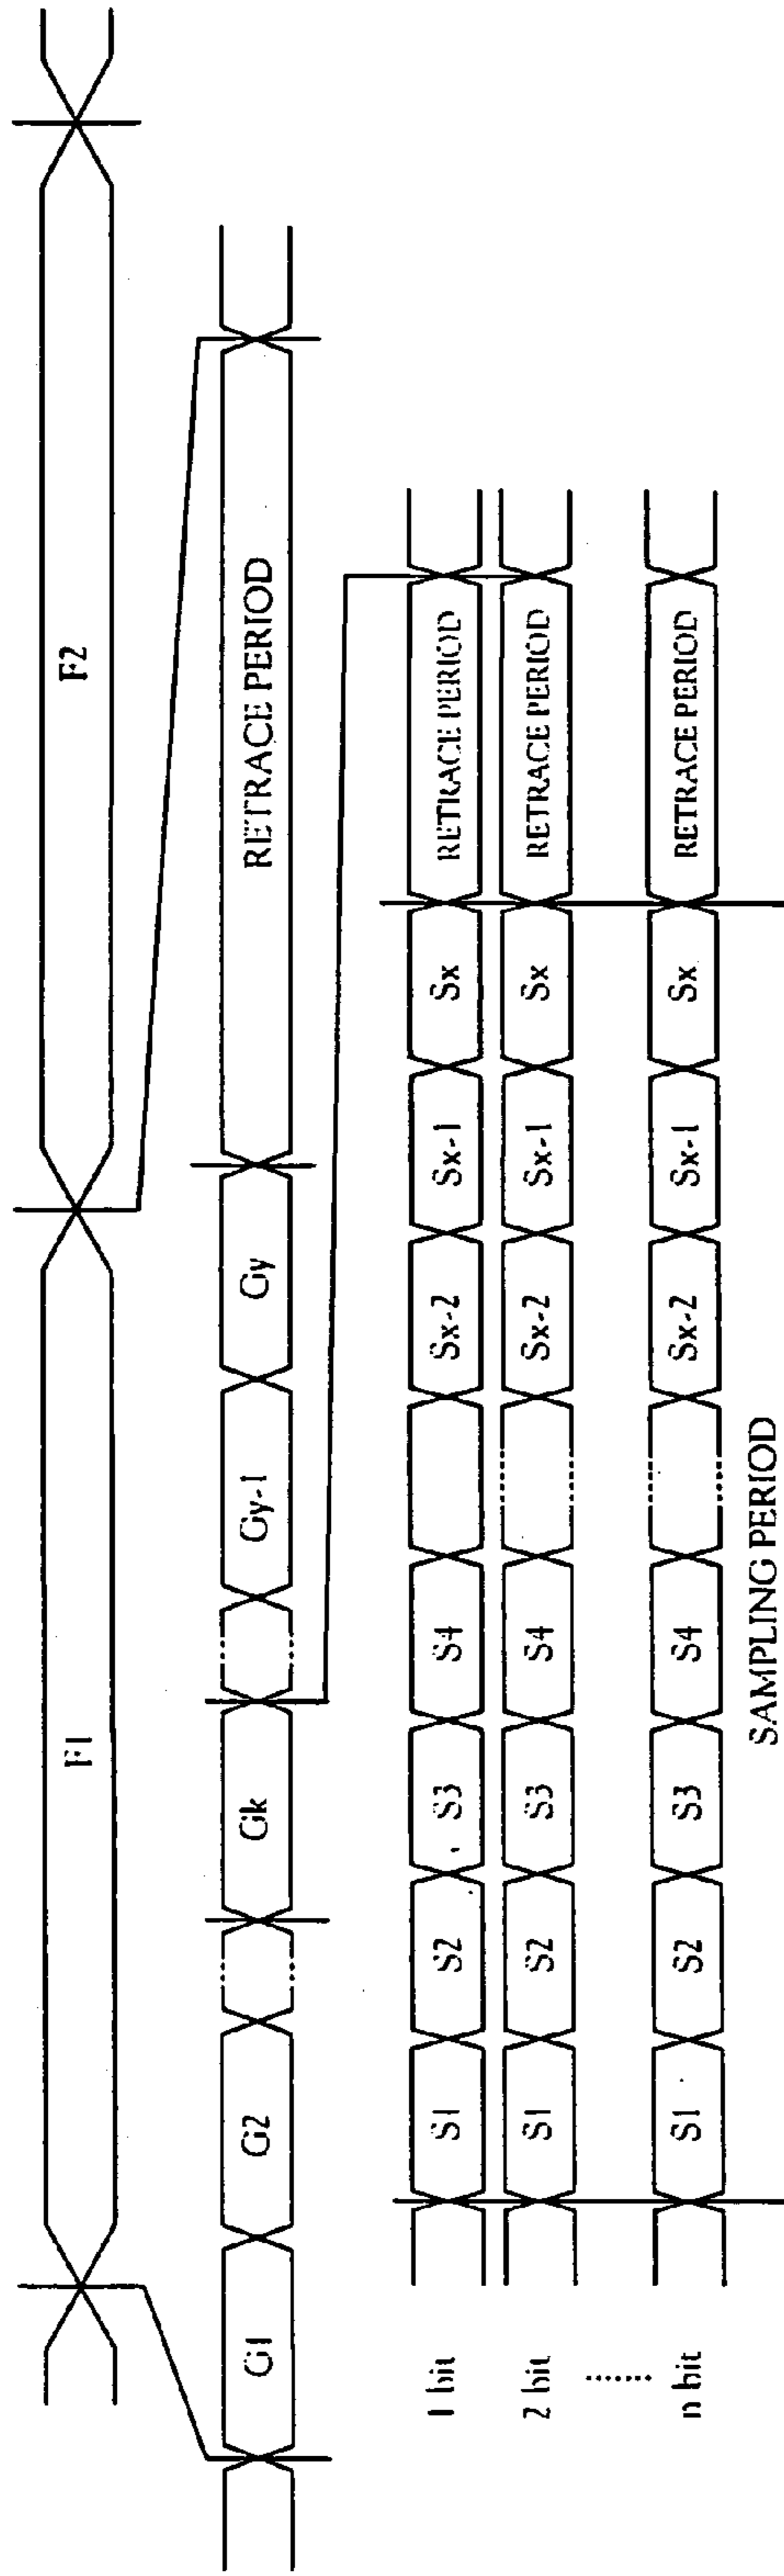 F1 F2
G1 G2 Gk Gy-1 Gy RETRACE PERIOD
1 bit S1 S2 S3 S4 Sx-2 Sx-1 Sx RETRACE PERIOD
2 bit S1 S2 S3 S4 Sx-2 Sx-1 Sx RETRACE PERIOD
n bit S1 S2 S3 S4 Sx-2 Sx-1 Sx RETRACE PERIOD
SAMPLING PERIOD